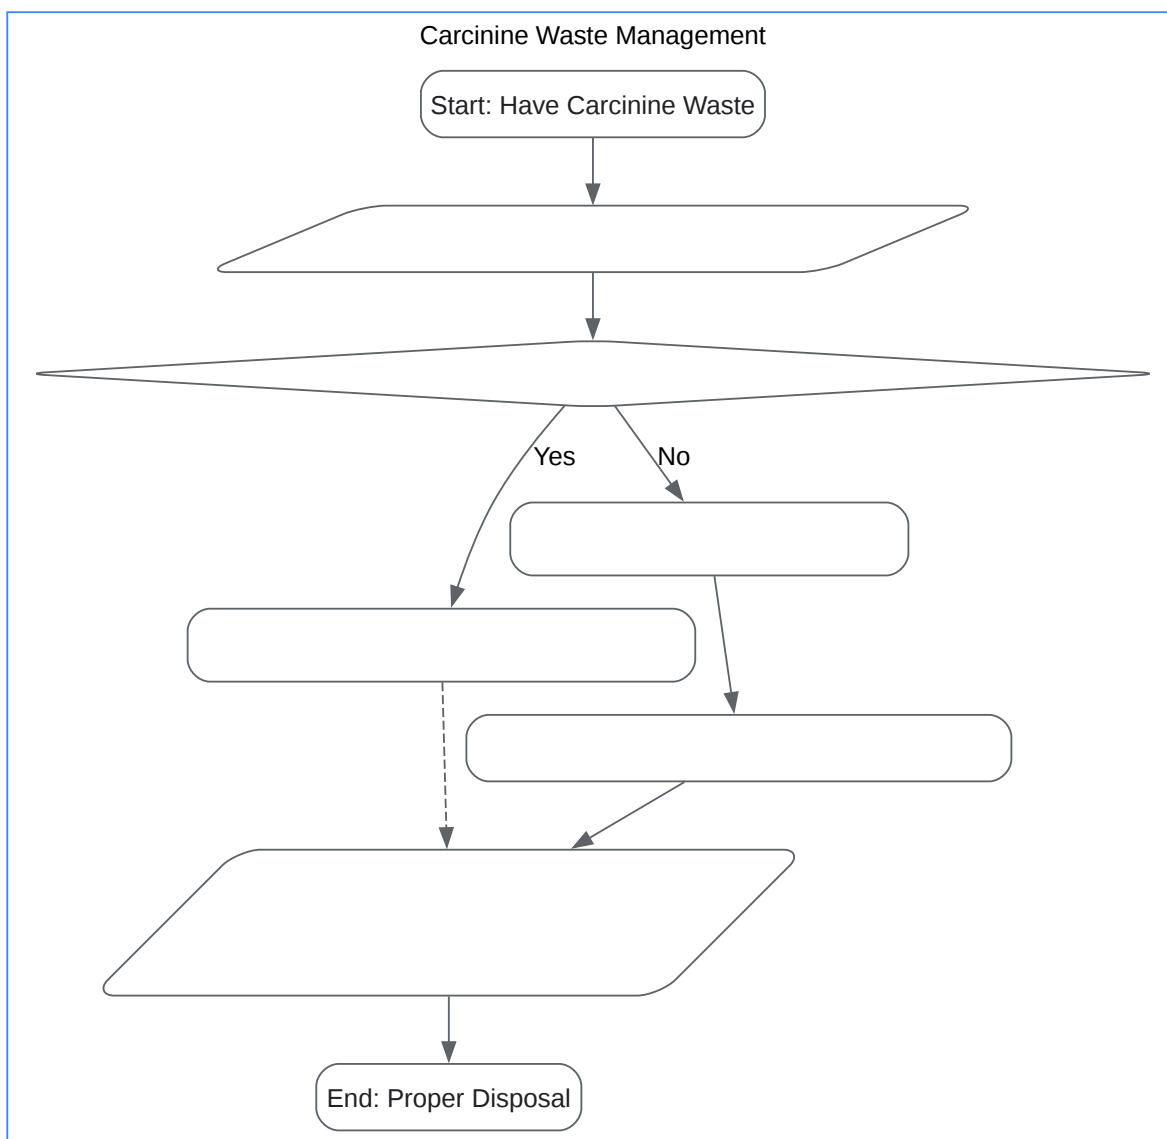 Carcinine Waste Management
Start: Have Carcinine Waste
Yes
No
End: Proper Disposal